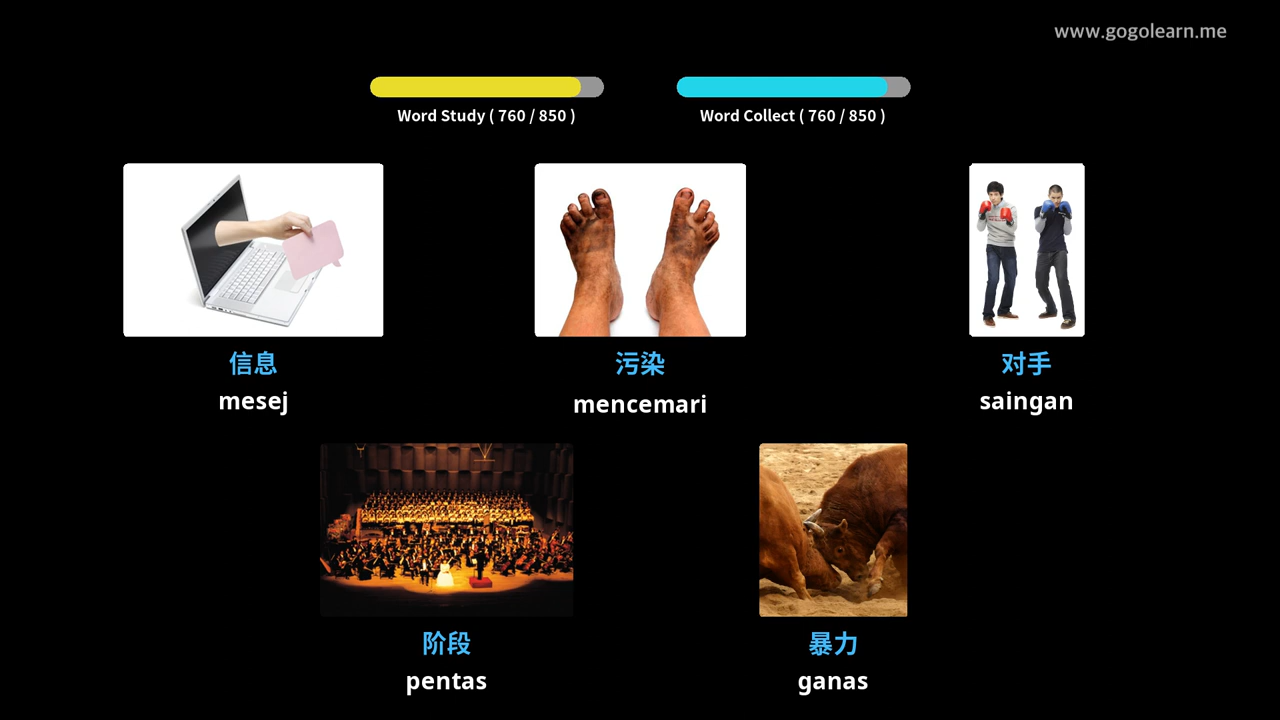 www.gogolearn.me
Word Study ( 760 / 850 )
Word Collect ( 760 / 850 )
信息
mesej
污染
mencemari
对手
saingan
阶段
pentas
暴力
ganas